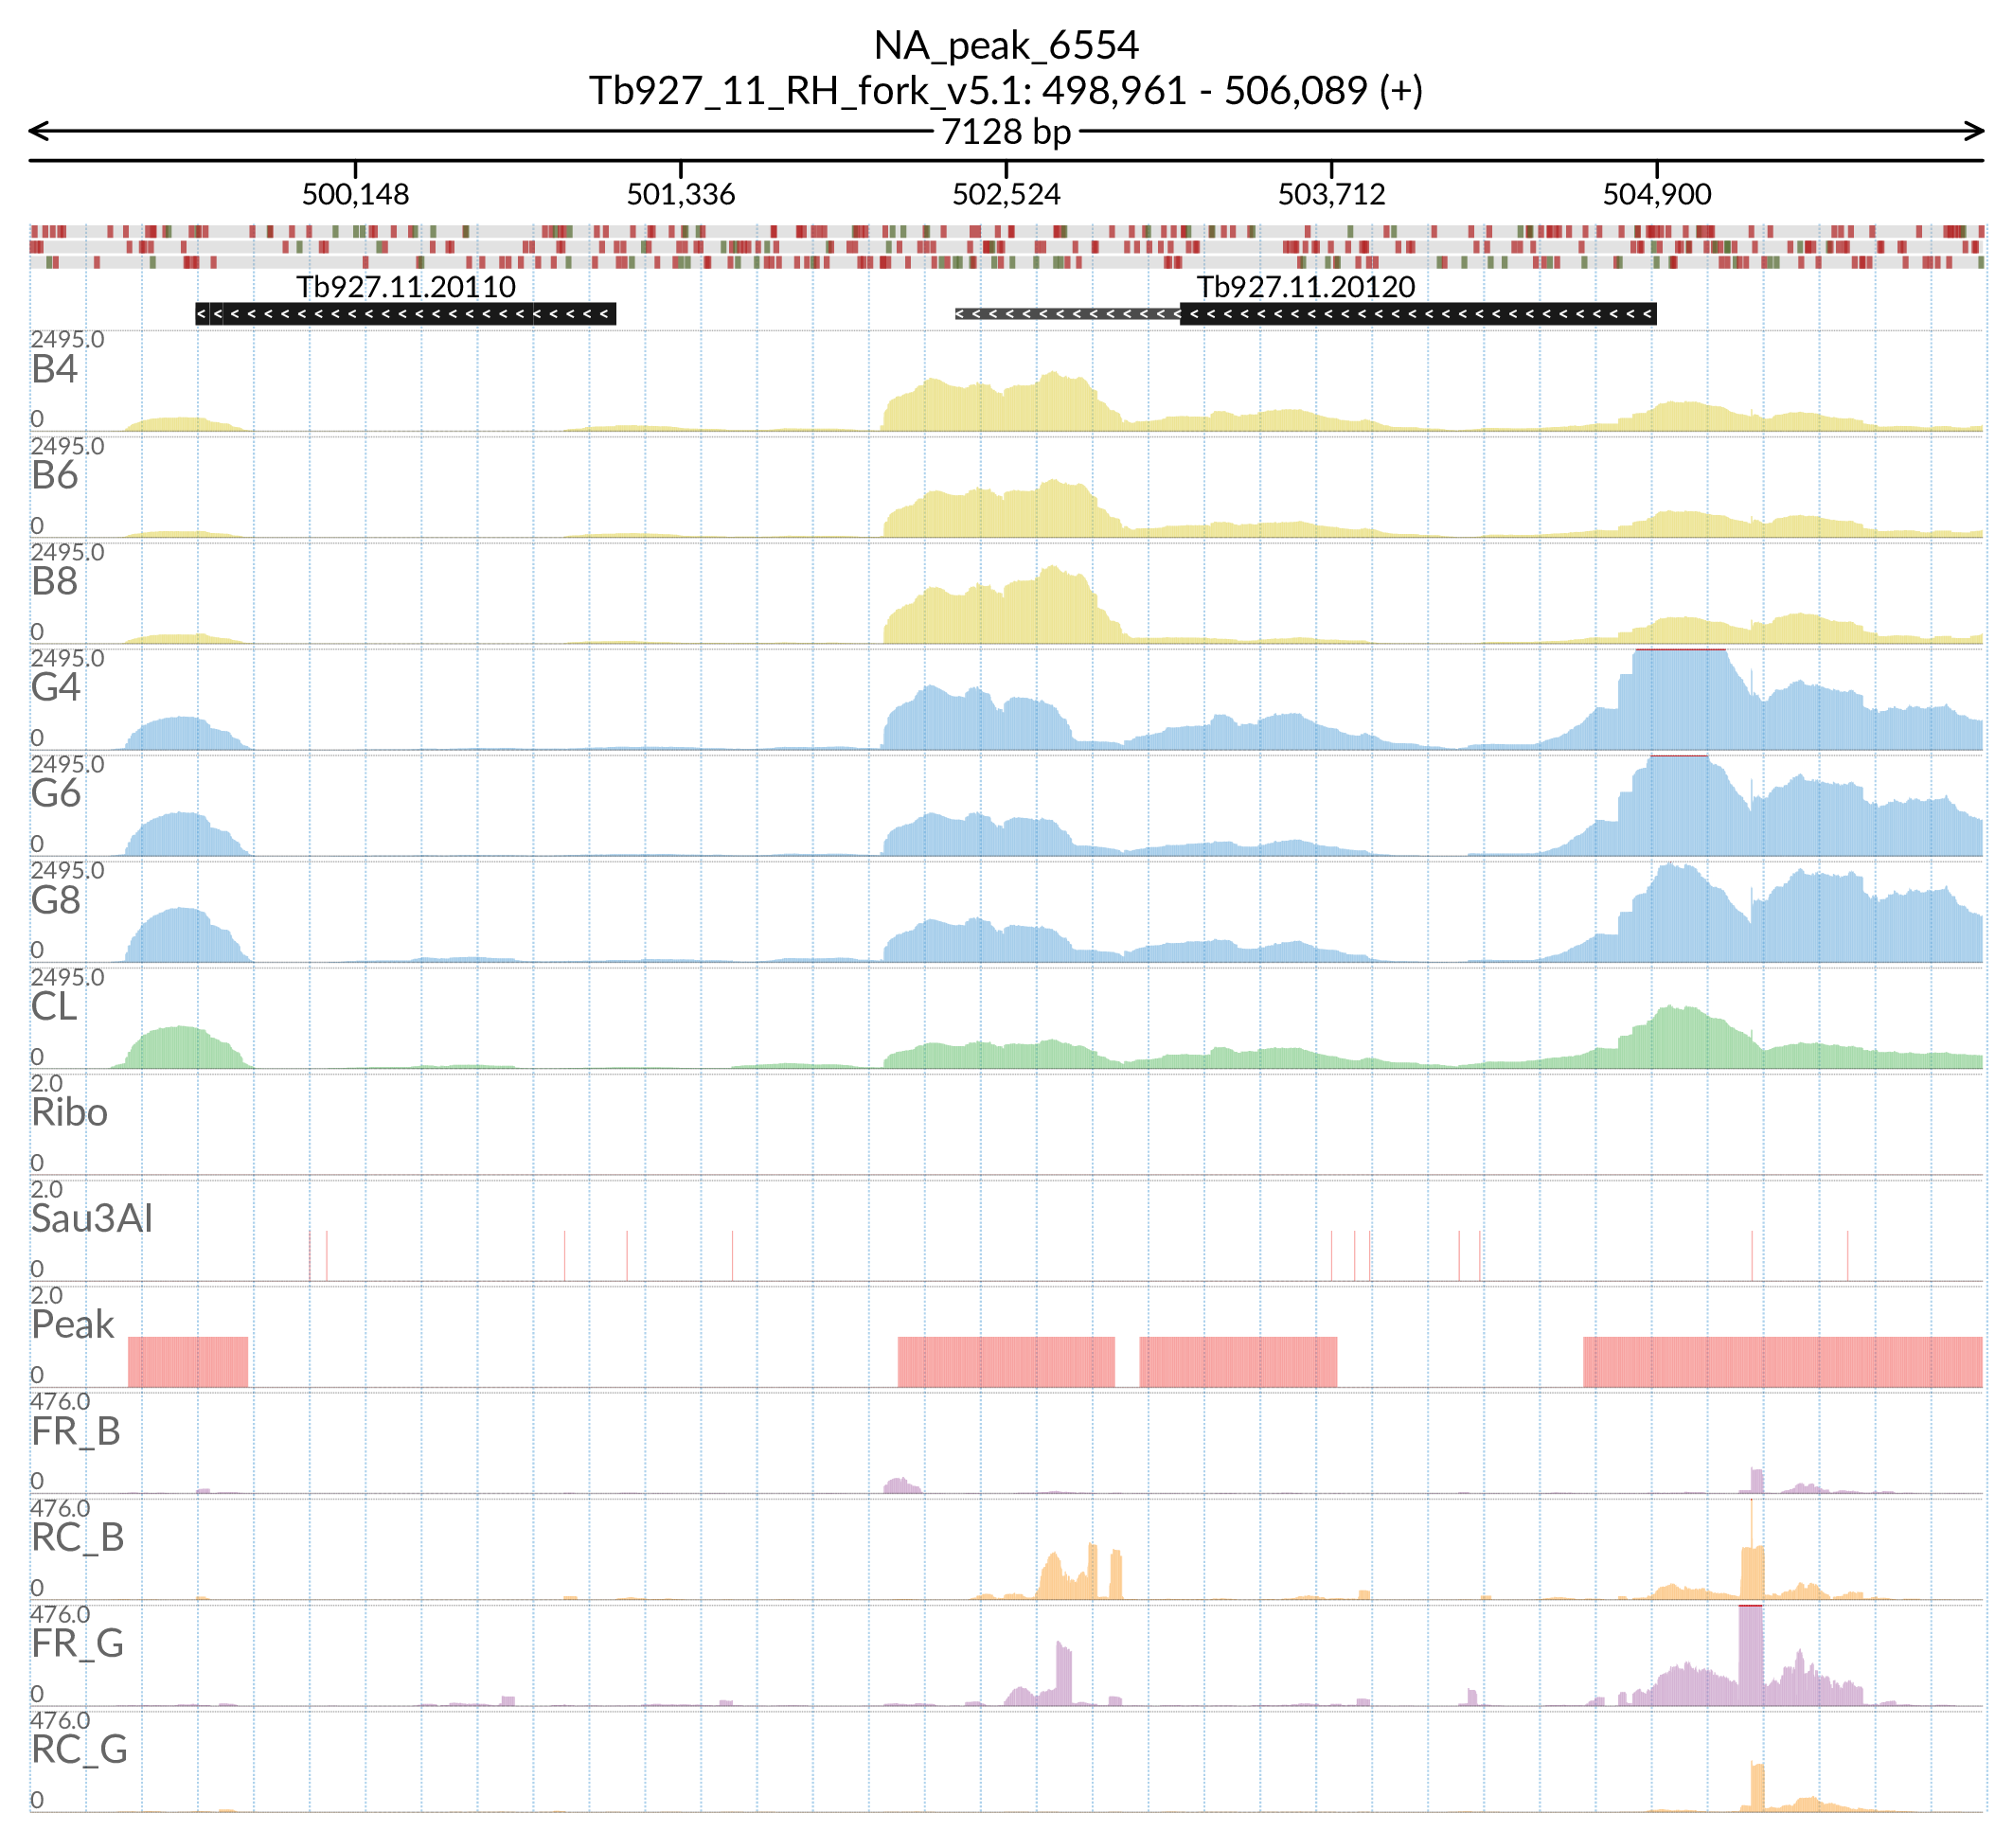 NA_peak_6554
Tb927_11_RH_fork_v5.1: 498,961 - 506,089 (+)
7128 bp
500,148 501,336 502,524 503,712 504,900
Tb927.11.20110 Tb927.11.20120
2495.0
B4
0
2495.0
B6
0
2495.0
B8
0
2495.0
G4
0
2495.0
G6
0
2495.0
G8
0
2495.0
CL
0
2.0
Ribo
0
2.0
Sau3AI
0
2.0
Peak
0
476.0
FR_B
0
476.0
RC_B
0
476.0
FR_G
0
476.0
RC_G
0